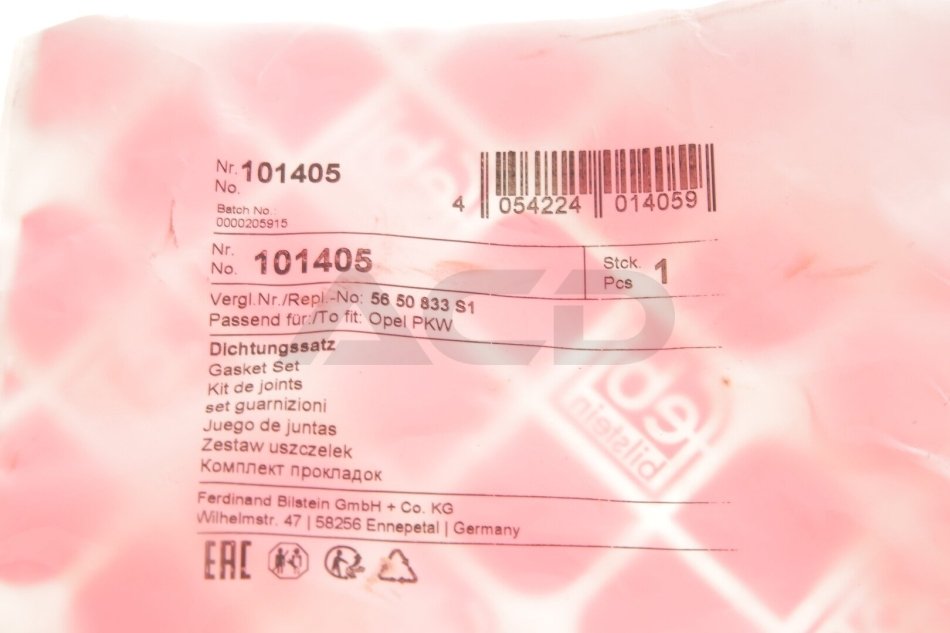 Nr. 101405
No.
Batch No.:
0000205915
4 054224 014059
Nr.
No. 101405
Stck.
Pcs 1
Vergl.Nr./Repl.-No: 56 50 833 S1
Passend für:/To fit: Opel PKW
Dichtungssatz
Gasket Set
Kit de joints
set guarnizioni
Juego de juntas
Zestaw uszczelek
Комплект прокладок
Ferdinand Bilstein GmbH + Co. KG
Wilhelmstr. 47 | 58256 Ennepetal | Germany
EAC
ACD
febi
bilstein